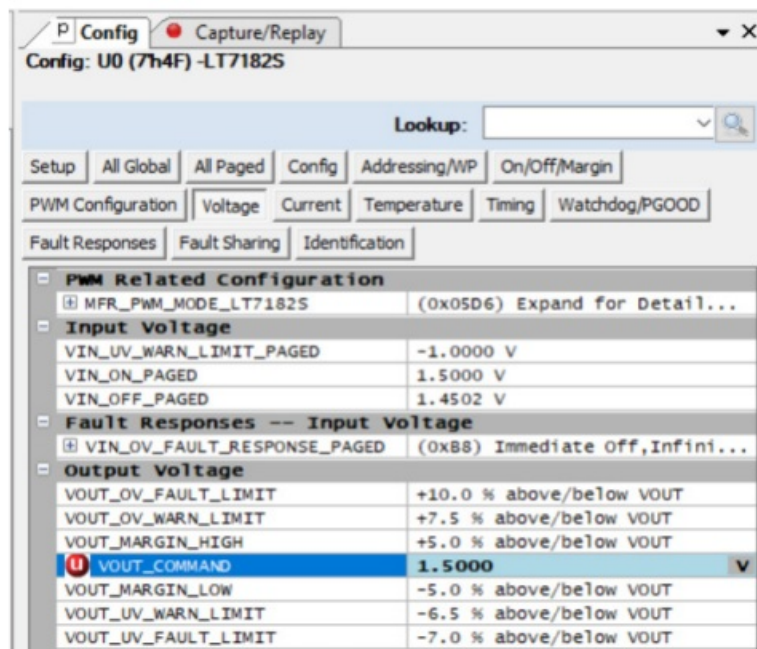 Config Capture/Replay
Config: U0 (7'h4F) -LT7182S
Lookup:
Setup All Global All Paged Config Addressing/WP On/Off/Margin
PWM Configuration Voltage Current Temperature Timing Watchdog/PGOOD
Fault Responses Fault Sharing Identification
PWM Related Configuration
MFR_PWM_MODE_LT7182S (0x05D6) Expand for Detail...
Input Voltage
VIN_UV_WARN_LIMIT_PAGED -1.0000 V
VIN_ON_PAGED 1.5000 V
VIN_OFF_PAGED 1.4502 V
Fault Responses -- Input Voltage
VIN_OV_FAULT_RESPONSE_PAGED (0xB8) Immediate Off,Infini...
Output Voltage
VOUT_OV_FAULT_LIMIT +10.0 % above/below VOUT
VOUT_OV_WARN_LIMIT +7.5 % above/below VOUT
VOUT_MARGIN_HIGH +5.0 % above/below VOUT
U VOUT_COMMAND 1.5000 V
VOUT_MARGIN_LOW -5.0 % above/below VOUT
VOUT_UV_WARN_LIMIT -6.5 % above/below VOUT
VOUT_UV_FAULT_LIMIT -7.0 % above/below VOUT